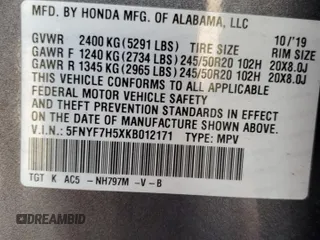 MFD. BY HONDA MFG. OF ALABAMA, LLC
10/'19
GVWR 2400 KG (5291 LBS) TIRE SIZE RIM SIZE
GAWR F 1240 KG (2734 LBS) 245/50R20 102H 20X8.0J
GAWR R 1345 KG (2965 LBS) 245/50R20 102H 20X8.0J
THIS VEHICLE CONFORMS TO ALL APPLICABLE
FEDERAL MOTOR VEHICLE SAFETY, BUMPER,
AND THEFT PREVENTION STANDARDS IN EFFECT
ON THE DATE OF MANUFACTURE SHOWN ABOVE.
V.I.N.: 5FNYF7H5XKB012171 TYPE: MPV
TGT K AC5 -NH797M -V-B
© DREAMBID